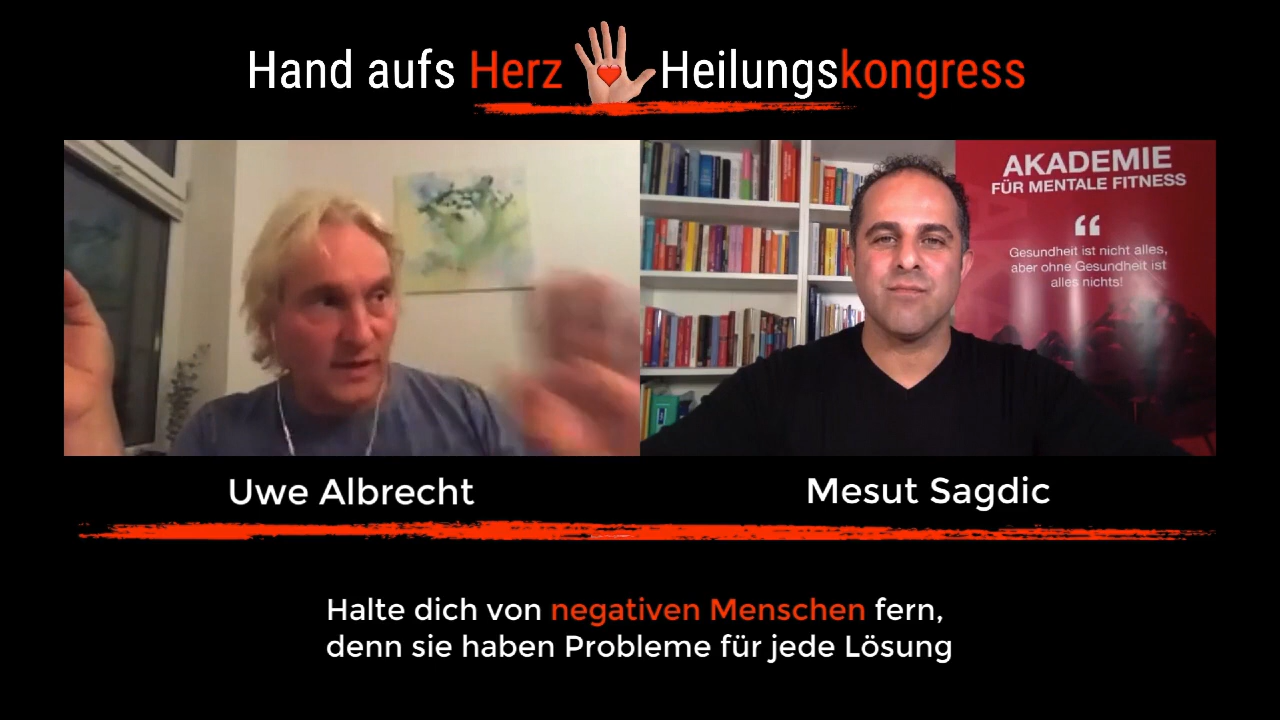 Hand aufs Herz Heilungskongress
AKADEMIE
FÜR MENTALE FITNESS
“
Gesundheit ist nicht alles,
aber ohne Gesundheit ist
alles nichts!
Uwe Albrecht
Mesut Sagdic
Halte dich von negativen Menschen fern,
denn sie haben Probleme für jede Lösung